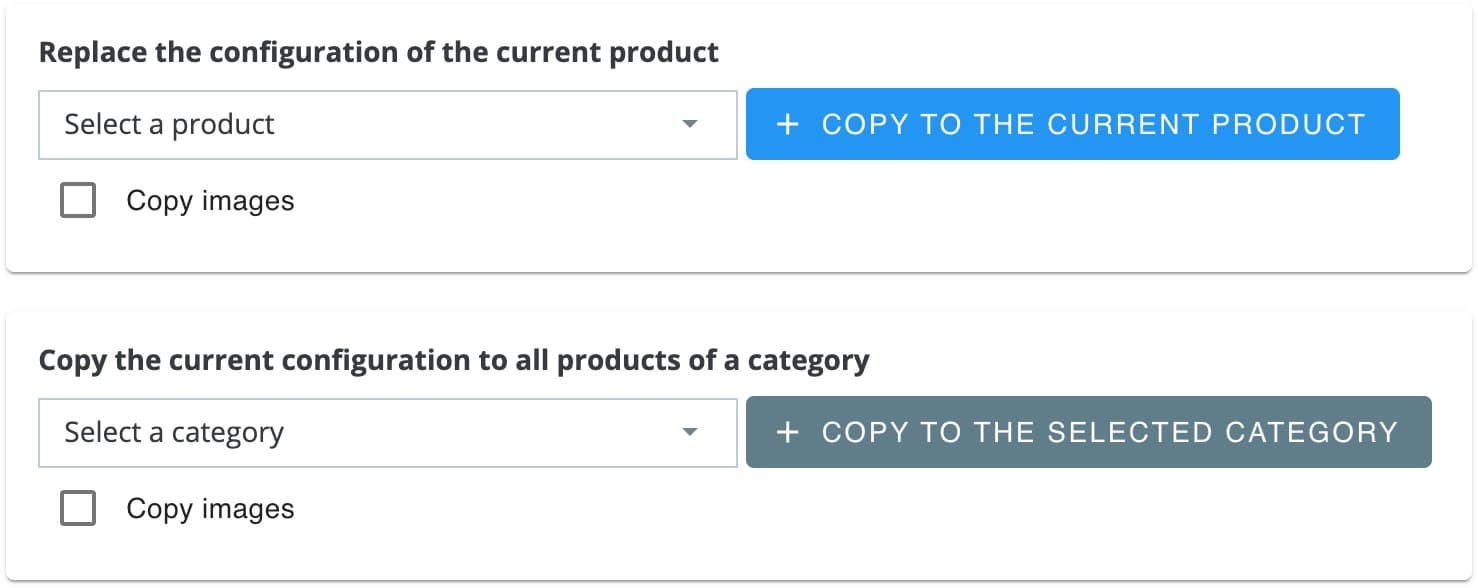 Replace the configuration of the current product
Select a product
+ COPY TO THE CURRENT PRODUCT
Copy images
Copy the current configuration to all products of a category
Select a category
+ COPY TO THE SELECTED CATEGORY
Copy images